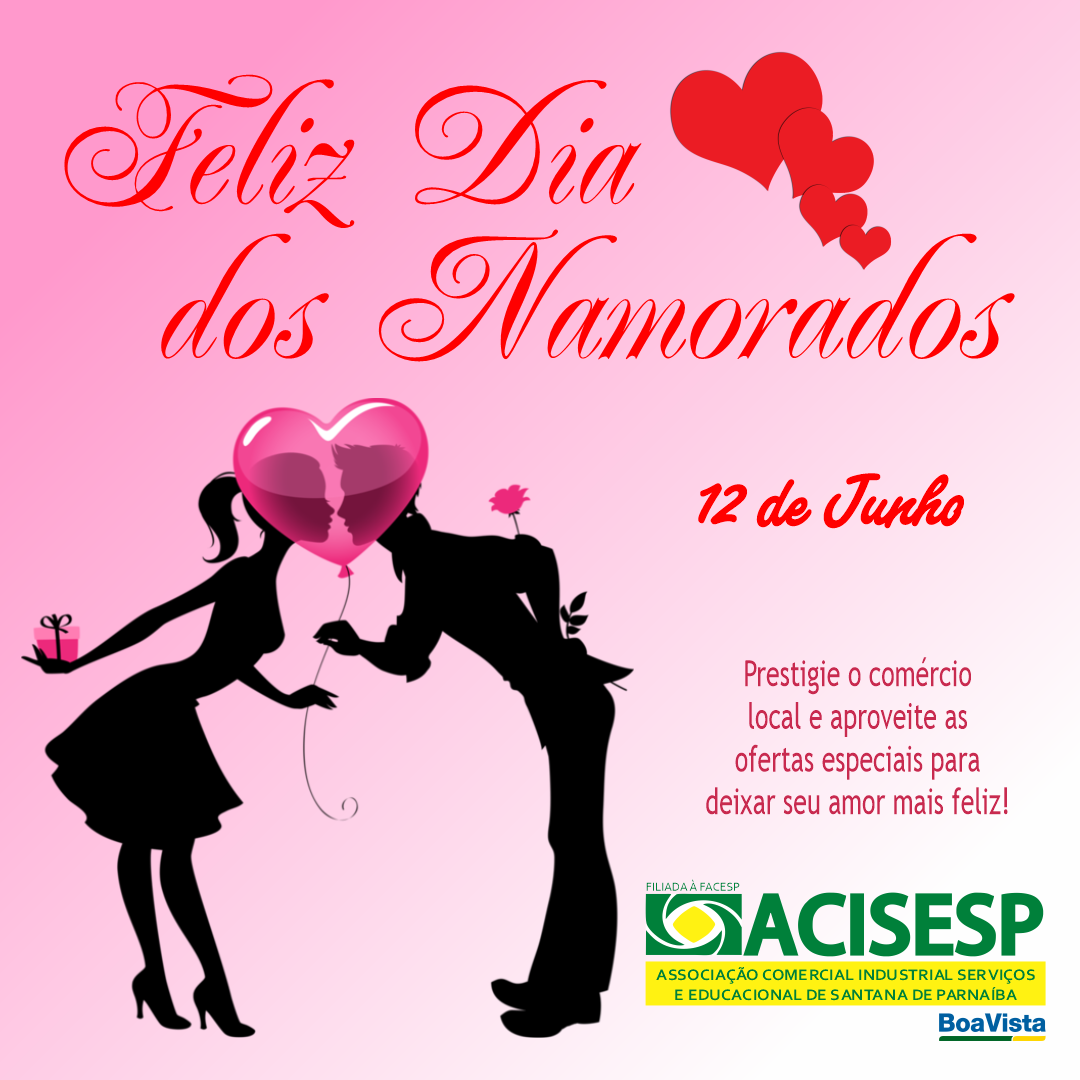 Feliz Dia
dos Namorados
12 de Junho
Prestigie o comércio
local e aproveite as
ofertas especiais para
deixar seu amor mais feliz!
FILIADA À FACESP
ACISESP
ASSOCIAÇÃO COMERCIAL INDUSTRIAL SERVIÇOS
E EDUCACIONAL DE SANTANA DE PARNAÍBA
BoaVista